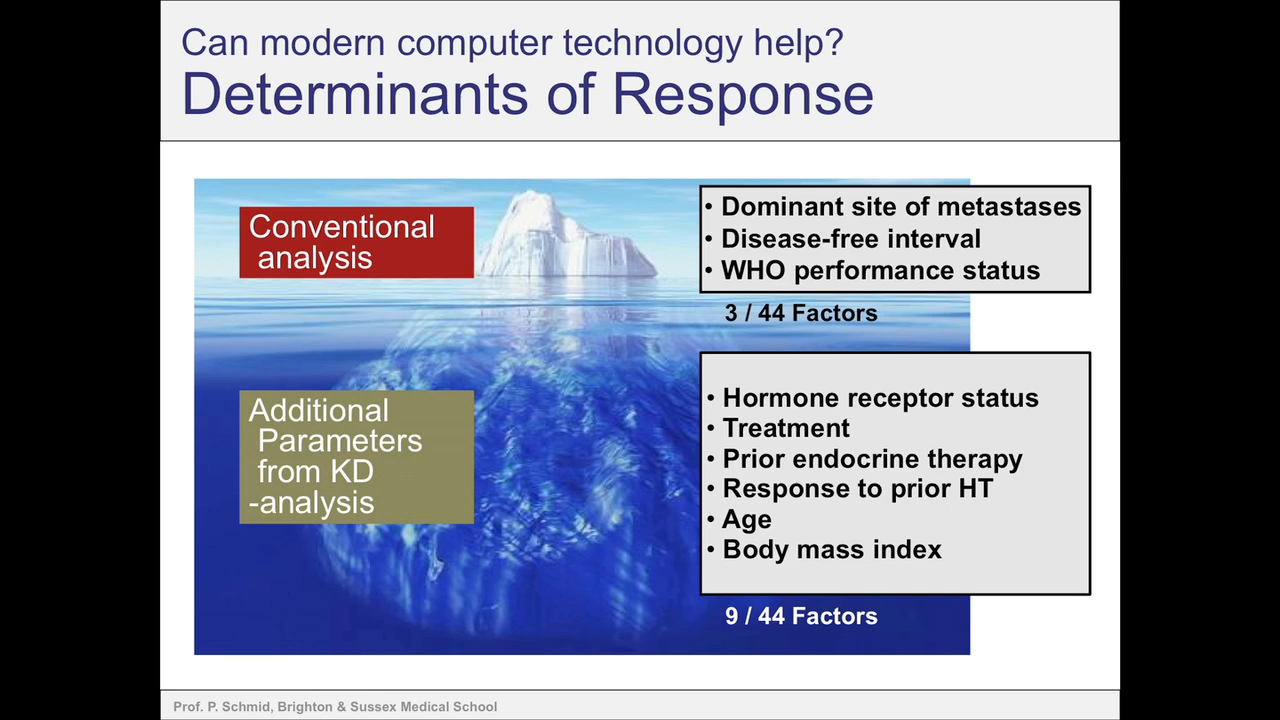 Can modern computer technology help?
Determinants of Response
Conventional
analysis
• Dominant site of metastases
• Disease-free interval
• WHO performance status
3 / 44 Factors
Additional
Parameters
from KD
-analysis
• Hormone receptor status
• Treatment
• Prior endocrine therapy
• Response to prior HT
• Age
• Body mass index
9 / 44 Factors
Prof. P. Schmid, Brighton & Sussex Medical School